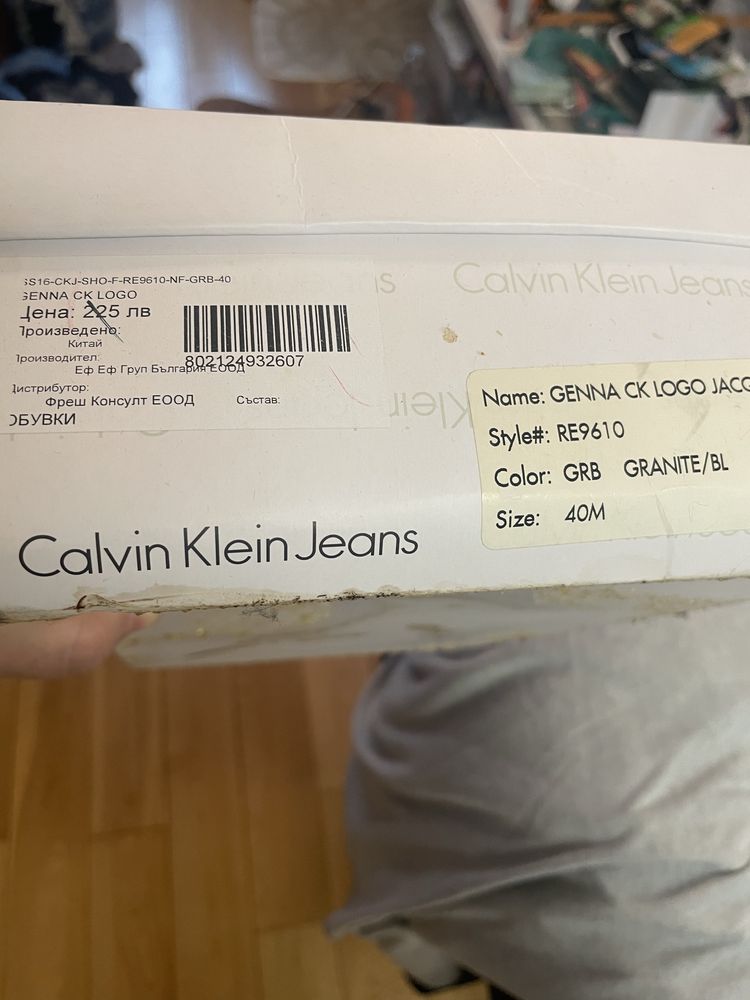 SS16-CKJ-SHO-F-RE9610-NF-GRB-40
GENNA CK LOGO
Цена: 225 лв
Произведено:
Китай
Производител:
Еф Еф Груп България ЕООД
802124932607
Дистрибутор:
Фреш Консулт ЕООД
Състав:
ОБУВКИ
Calvin Klein Jeans
Name: GENNA CK LOGO JACQ
Style#: RE9610
Color: GRB GRANITE/BL
Size: 40M
Calvin Klein Jeans